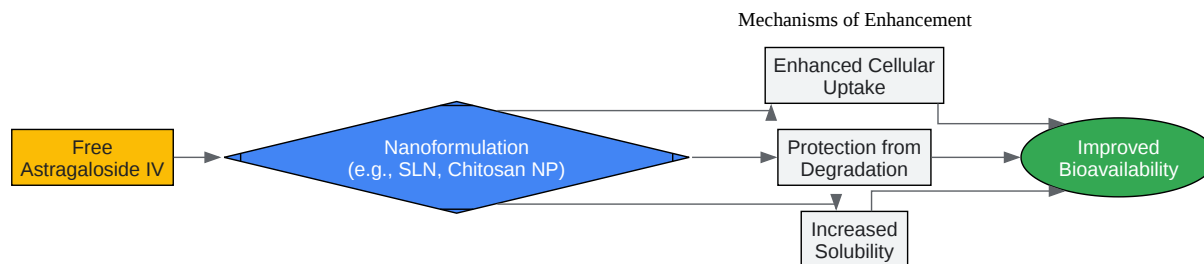 Mechanisms of Enhancement
Free
Astragaloside IV
Nanoformulation
(e.g., SLN, Chitosan NP)
Enhanced Cellular
Uptake
Protection from
Degradation
Increased
Solubility
Improved
Bioavailability